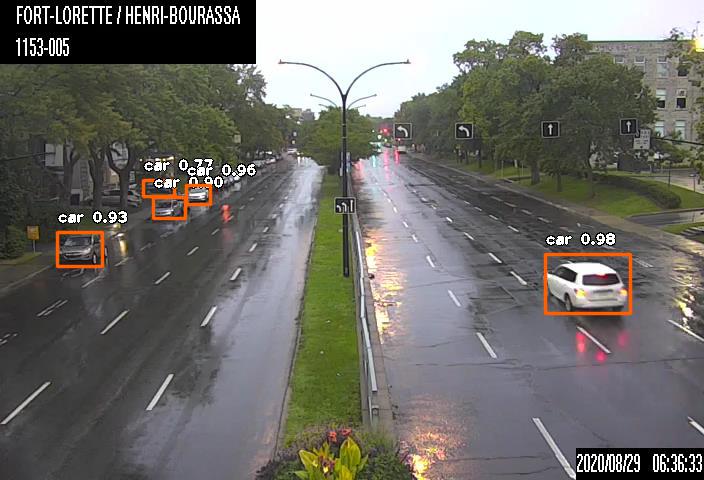 FORT-LORETTE / HENRI-BOURASSA
1153-005
car 0.77
car 0.96
car 0.90
car 0.93
car 0.98
2020/08/29 06:36:33